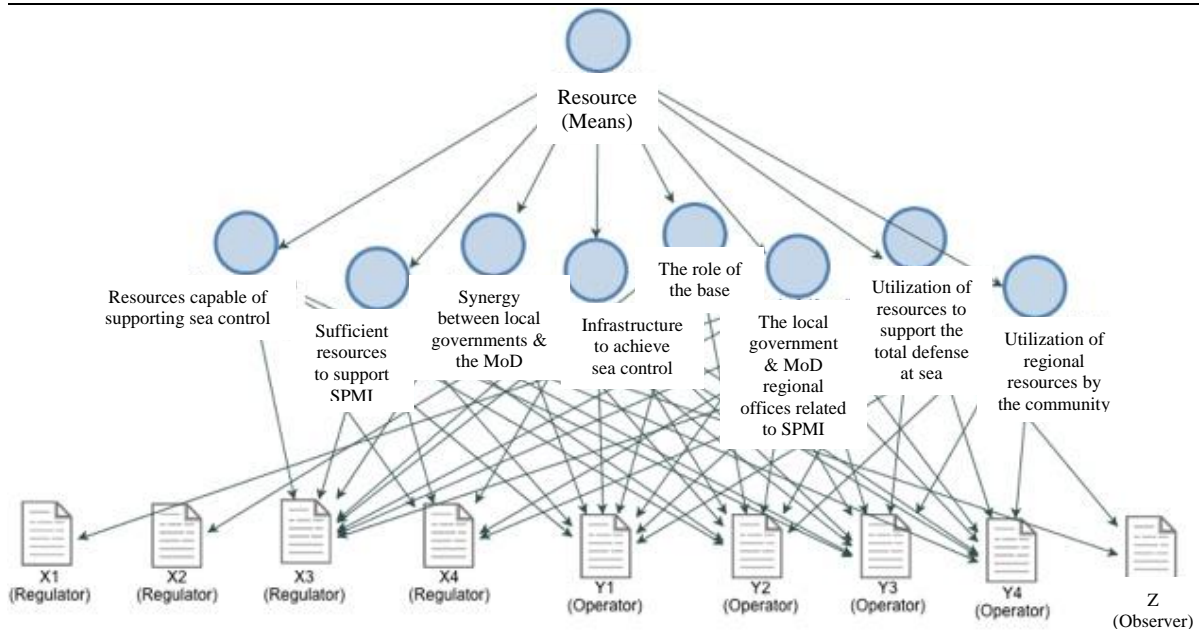 Resource
(Means)
Resources capable of
supporting sea control
Sufficient
resources
to support
SPMI
Synergy
between local
governments &
the MoD
Infrastructure
to achieve
sea control
The role of
the base
The local
government
& MoD
regional
offices related
to SPMI
Utilization of
resources to
support the
total defense
at sea
Utilization of
regional
resources by
the community
X1
(Regulator)
X2
(Regulator)
X3
(Regulator)
X4
(Regulator)
Y1
(Operator)
Y2
(Operator)
Y3
(Operator)
Y4
(Operator)
Z
(Observer)